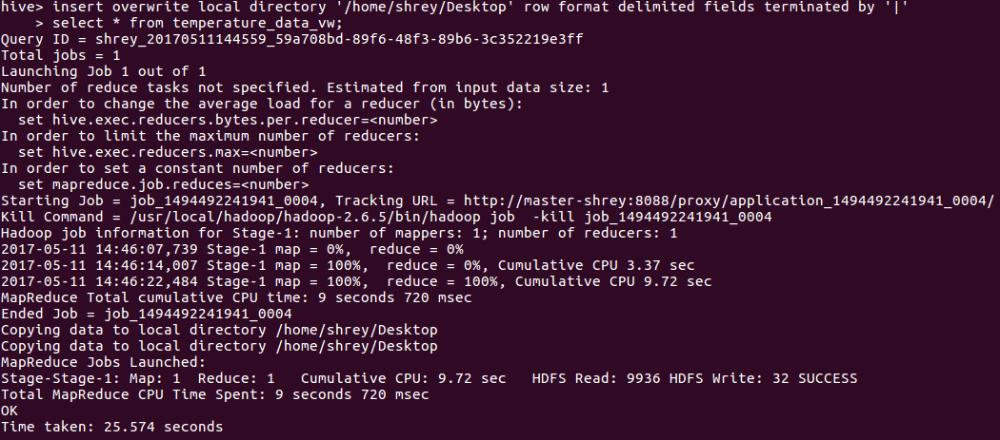 hive> insert overwrite local directory '/home/shrey/Desktop' row format delimited fields terminated by '|'
    > select * from temperature_data_vw;
Query ID = shrey_20170511144559_59a708bd-89f6-48f3-89b6-3c352219e3ff
Total jobs = 1
Launching Job 1 out of 1
Number of reduce tasks not specified. Estimated from input data size: 1
In order to change the average load for a reducer (in bytes):
  set hive.exec.reducers.bytes.per.reducer=<number>
In order to limit the maximum number of reducers:
  set hive.exec.reducers.max=<number>
In order to set a constant number of reducers:
  set mapreduce.job.reduces=<number>
Starting Job = job_1494492241941_0004, Tracking URL = http://master-shrey:8088/proxy/application_1494492241941_0004/
Kill Command = /usr/local/hadoop/hadoop-2.6.5/bin/hadoop job  -kill job_1494492241941_0004
Hadoop job information for Stage-1: number of mappers: 1; number of reducers: 1
2017-05-11 14:46:07,739 Stage-1 map = 0%,  reduce = 0%
2017-05-11 14:46:14,007 Stage-1 map = 100%,  reduce = 0%, Cumulative CPU 3.37 sec
2017-05-11 14:46:22,484 Stage-1 map = 100%,  reduce = 100%, Cumulative CPU 9.72 sec
MapReduce Total cumulative CPU time: 9 seconds 720 msec
Ended Job = job_1494492241941_0004
Copying data to local directory /home/shrey/Desktop
Copying data to local directory /home/shrey/Desktop
MapReduce Jobs Launched:
Stage-Stage-1: Map: 1  Reduce: 1   Cumulative CPU: 9.72 sec   HDFS Read: 9936 HDFS Write: 32 SUCCESS
Total MapReduce CPU Time Spent: 9 seconds 720 msec
OK
Time taken: 25.574 seconds